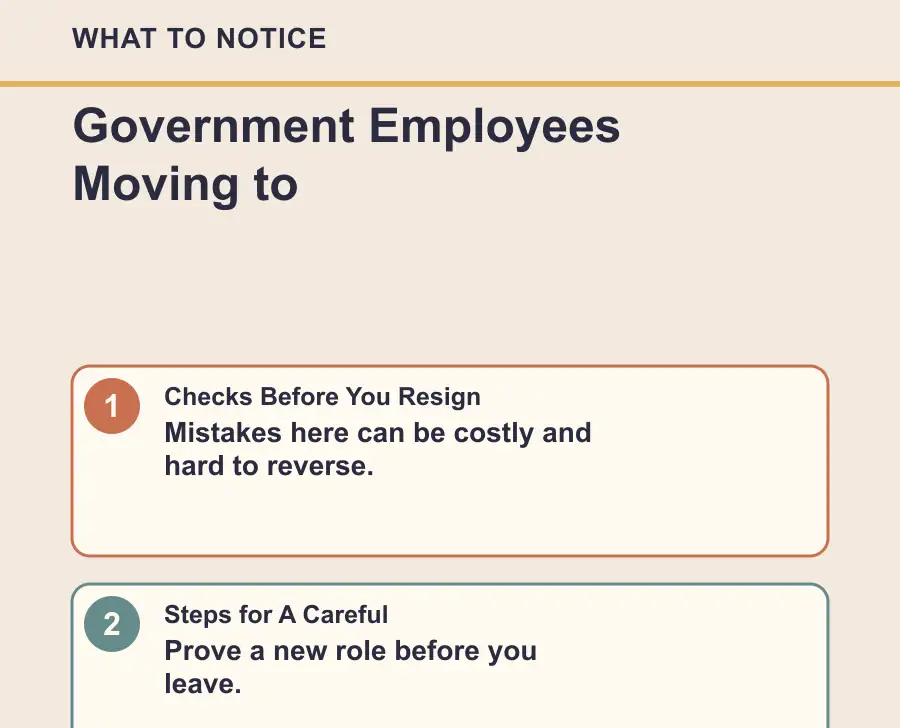 WHAT TO NOTICE
Government Employees
Moving to
1
Checks Before You Resign
Mistakes here can be costly and
hard to reverse.
2
Steps for A Careful
Prove a new role before you
leave.